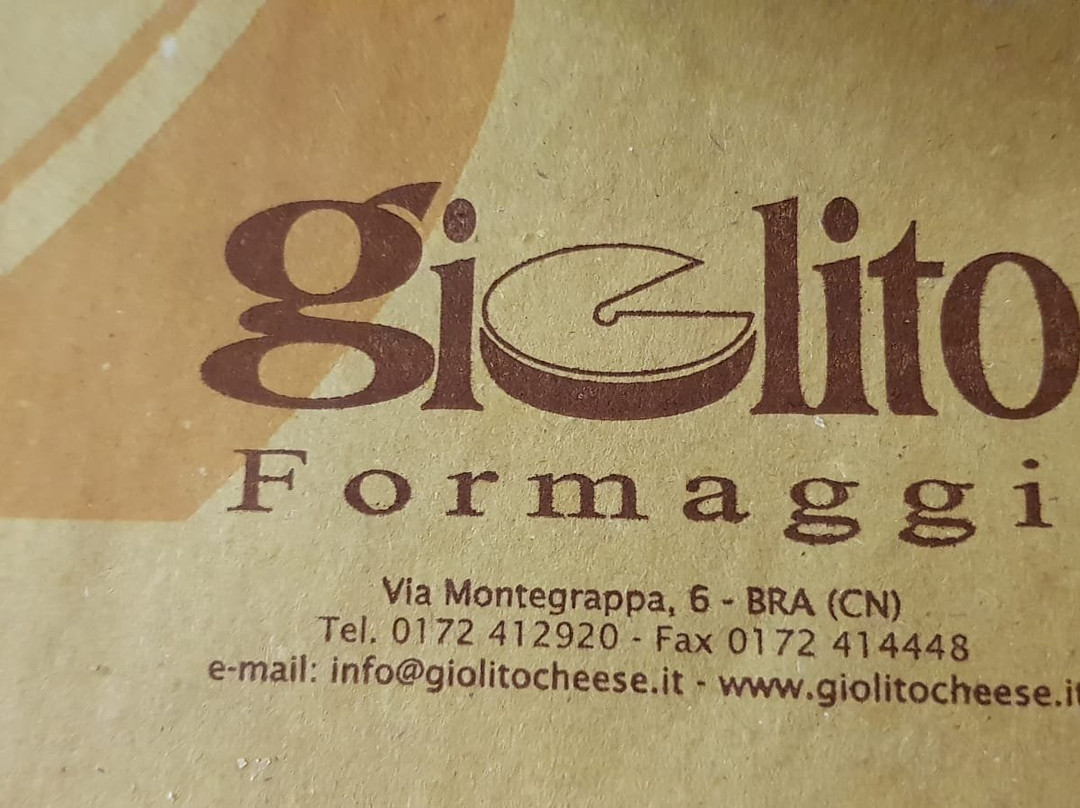 giolito
Formaggi
Via Montegrappa, 6 - BRA (CN)
Tel. 0172 412920 - Fax 0172 414448
e-mail: info@giolitocheese.it - www.giolitocheese.it